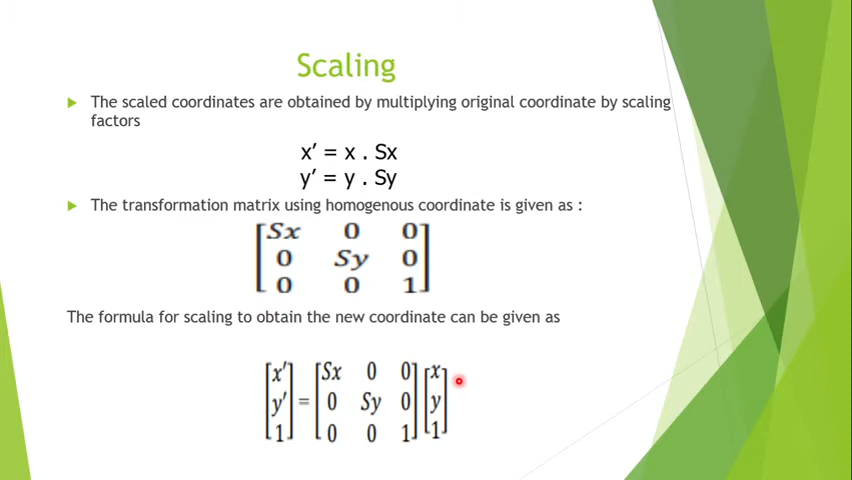 Scaling
The scaled coordinates are obtained by multiplying original coordinate by scaling
factors
x′ = x . Sx
y′ = y . Sy
The transformation matrix using homogenous coordinate is given as :
[Sx 0 0]
[0 Sy 0]
[0 0 1]
The formula for scaling to obtain the new coordinate can be given as
[x′] [Sx 0 0] [x]
[y′] = [0 Sy 0] [y]
[1] [0 0 1] [1]